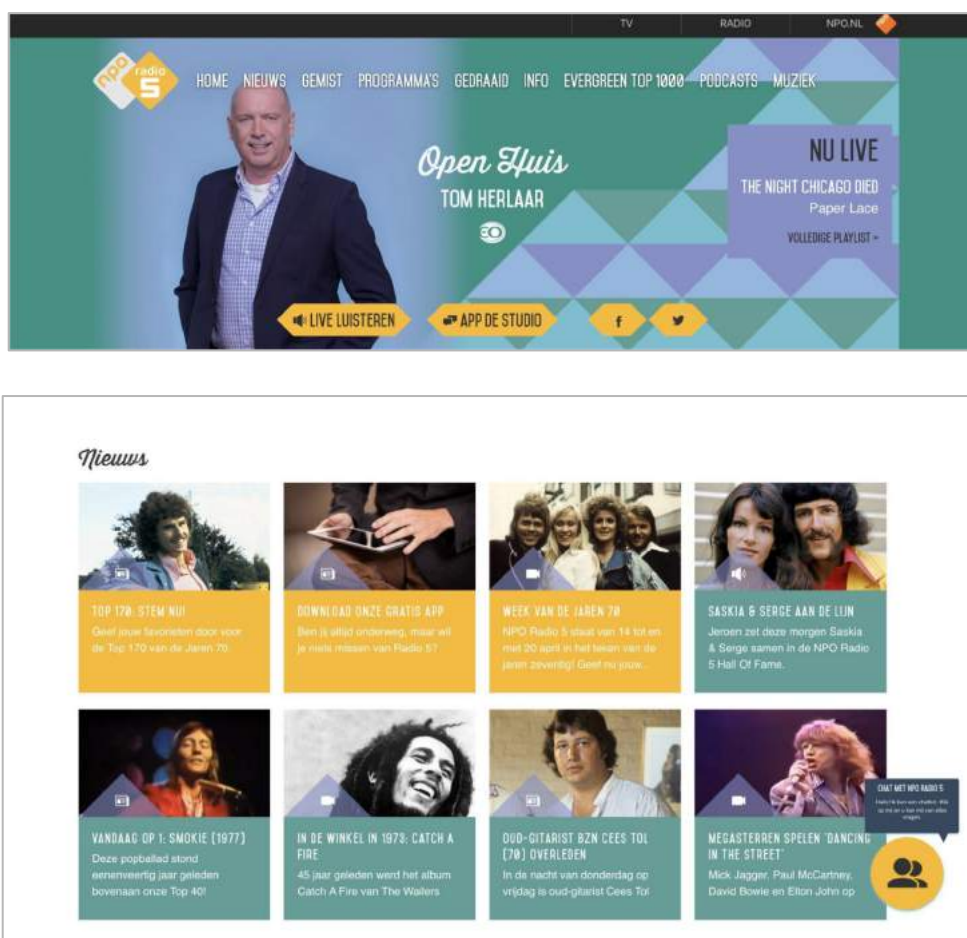 TV RADIO NPO.NL
npo radio 5
HOME NIEUWS GEMIST PROGRAMMA'S GEDRAAID INFO EVERGREEN TOP 1000 PODCASTS MUZIEK
Open Huis
TOM HERLAAR
EO
NU LIVE
THE NIGHT CHICAGO DIED
Paper Lace
VOLLEDIGE PLAYLIST »
LIVE LUISTEREN
APP DE STUDIO
Nieuws
TOP 170: STEM NU!
Geef jouw favorieten door voor
de Top 170 van de Jaren 70.
DOWNLOAD ONZE GRATIS APP
Ben jij altijd onderweg, maar wil
je niets missen van Radio 5?
WEEK VAN DE JAREN 70
NPO Radio 5 staat van 14 tot en
met 20 april in het teken van de
jaren zeventig! Geef nu jouw...
SASKIA & SERGE AAN DE LIJN
Jeroen zet deze morgen Saskia
& Serge samen in de NPO Radio
5 Hall Of Fame.
VANDAAG OP 1: SMOKIE (1977)
Deze popballad stond
eenenveertig jaar geleden
bovenaan onze Top 40!
IN DE WINKEL IN 1973: CATCH A
FIRE
45 jaar geleden werd het album
Catch A Fire van The Wailers
OUD-GITARIST BZN CEES TOL
(70) OVERLEDEN
In de nacht van donderdag op
vrijdag is oud-gitarist Cees Tol
MEGASTERREN SPELEN 'DANCING
IN THE STREET'
Mick Jagger, Paul McCartney,
David Bowie en Elton John op
CHAT MET NPO RADIO 5